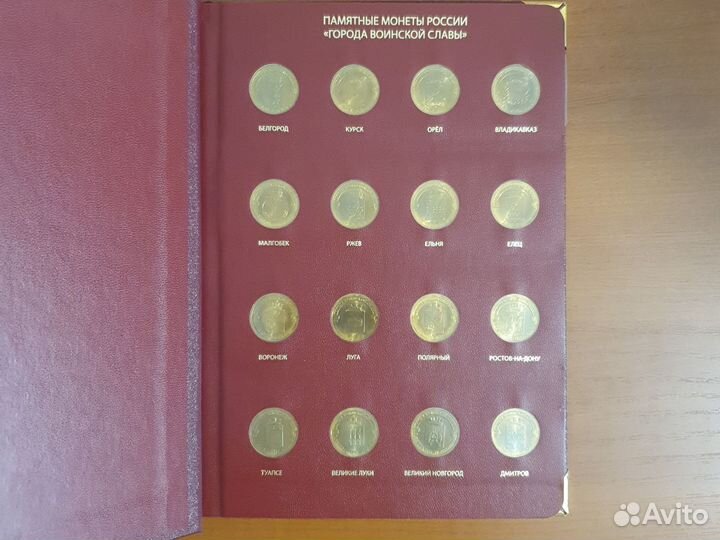 ПАМЯТНЫЕ МОНЕТЫ РОССИИ
«ГОРОДА ВОИНСКОЙ СЛАВЫ»
БЕЛГОРОД КУРСК ОРЁЛ ВЛАДИКАВКАЗ
МАЛГОБЕК РЖЕВ ЕЛЬНЯ ЕЛЕЦ
ВОРОНЕЖ ЛУГА ПОЛЯРНЫЙ РОСТОВ-НА-ДОНУ
ТУАПСЕ ВЕЛИКИЕ ЛУКИ ВЕЛИКИЙ НОВГОРОД ДМИТРОВ
Avito